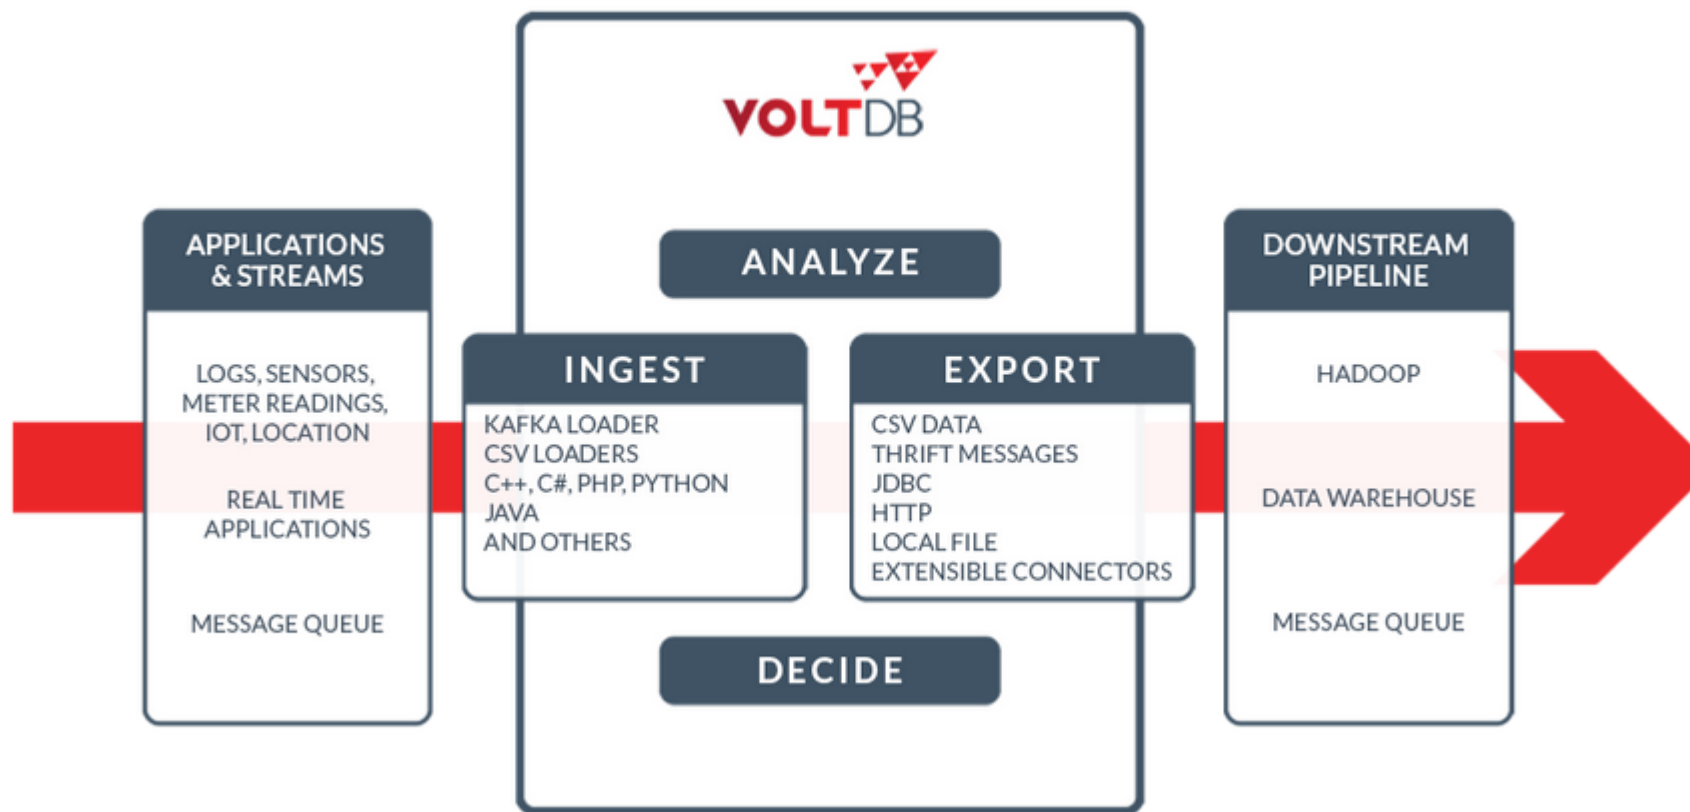 VOLTDB
APPLICATIONS
& STREAMS
LOGS, SENSORS,
METER READINGS,
IOT, LOCATION
REAL TIME
APPLICATIONS
MESSAGE QUEUE
ANALYZE
INGEST
KAFKA LOADER
CSV LOADERS
C++, C#, PHP, PYTHON
JAVA
AND OTHERS
EXPORT
CSV DATA
THRIFT MESSAGES
JDBC
HTTP
LOCAL FILE
EXTENSIBLE CONNECTORS
DECIDE
DOWNSTREAM
PIPELINE
HADOOP
DATA WAREHOUSE
MESSAGE QUEUE